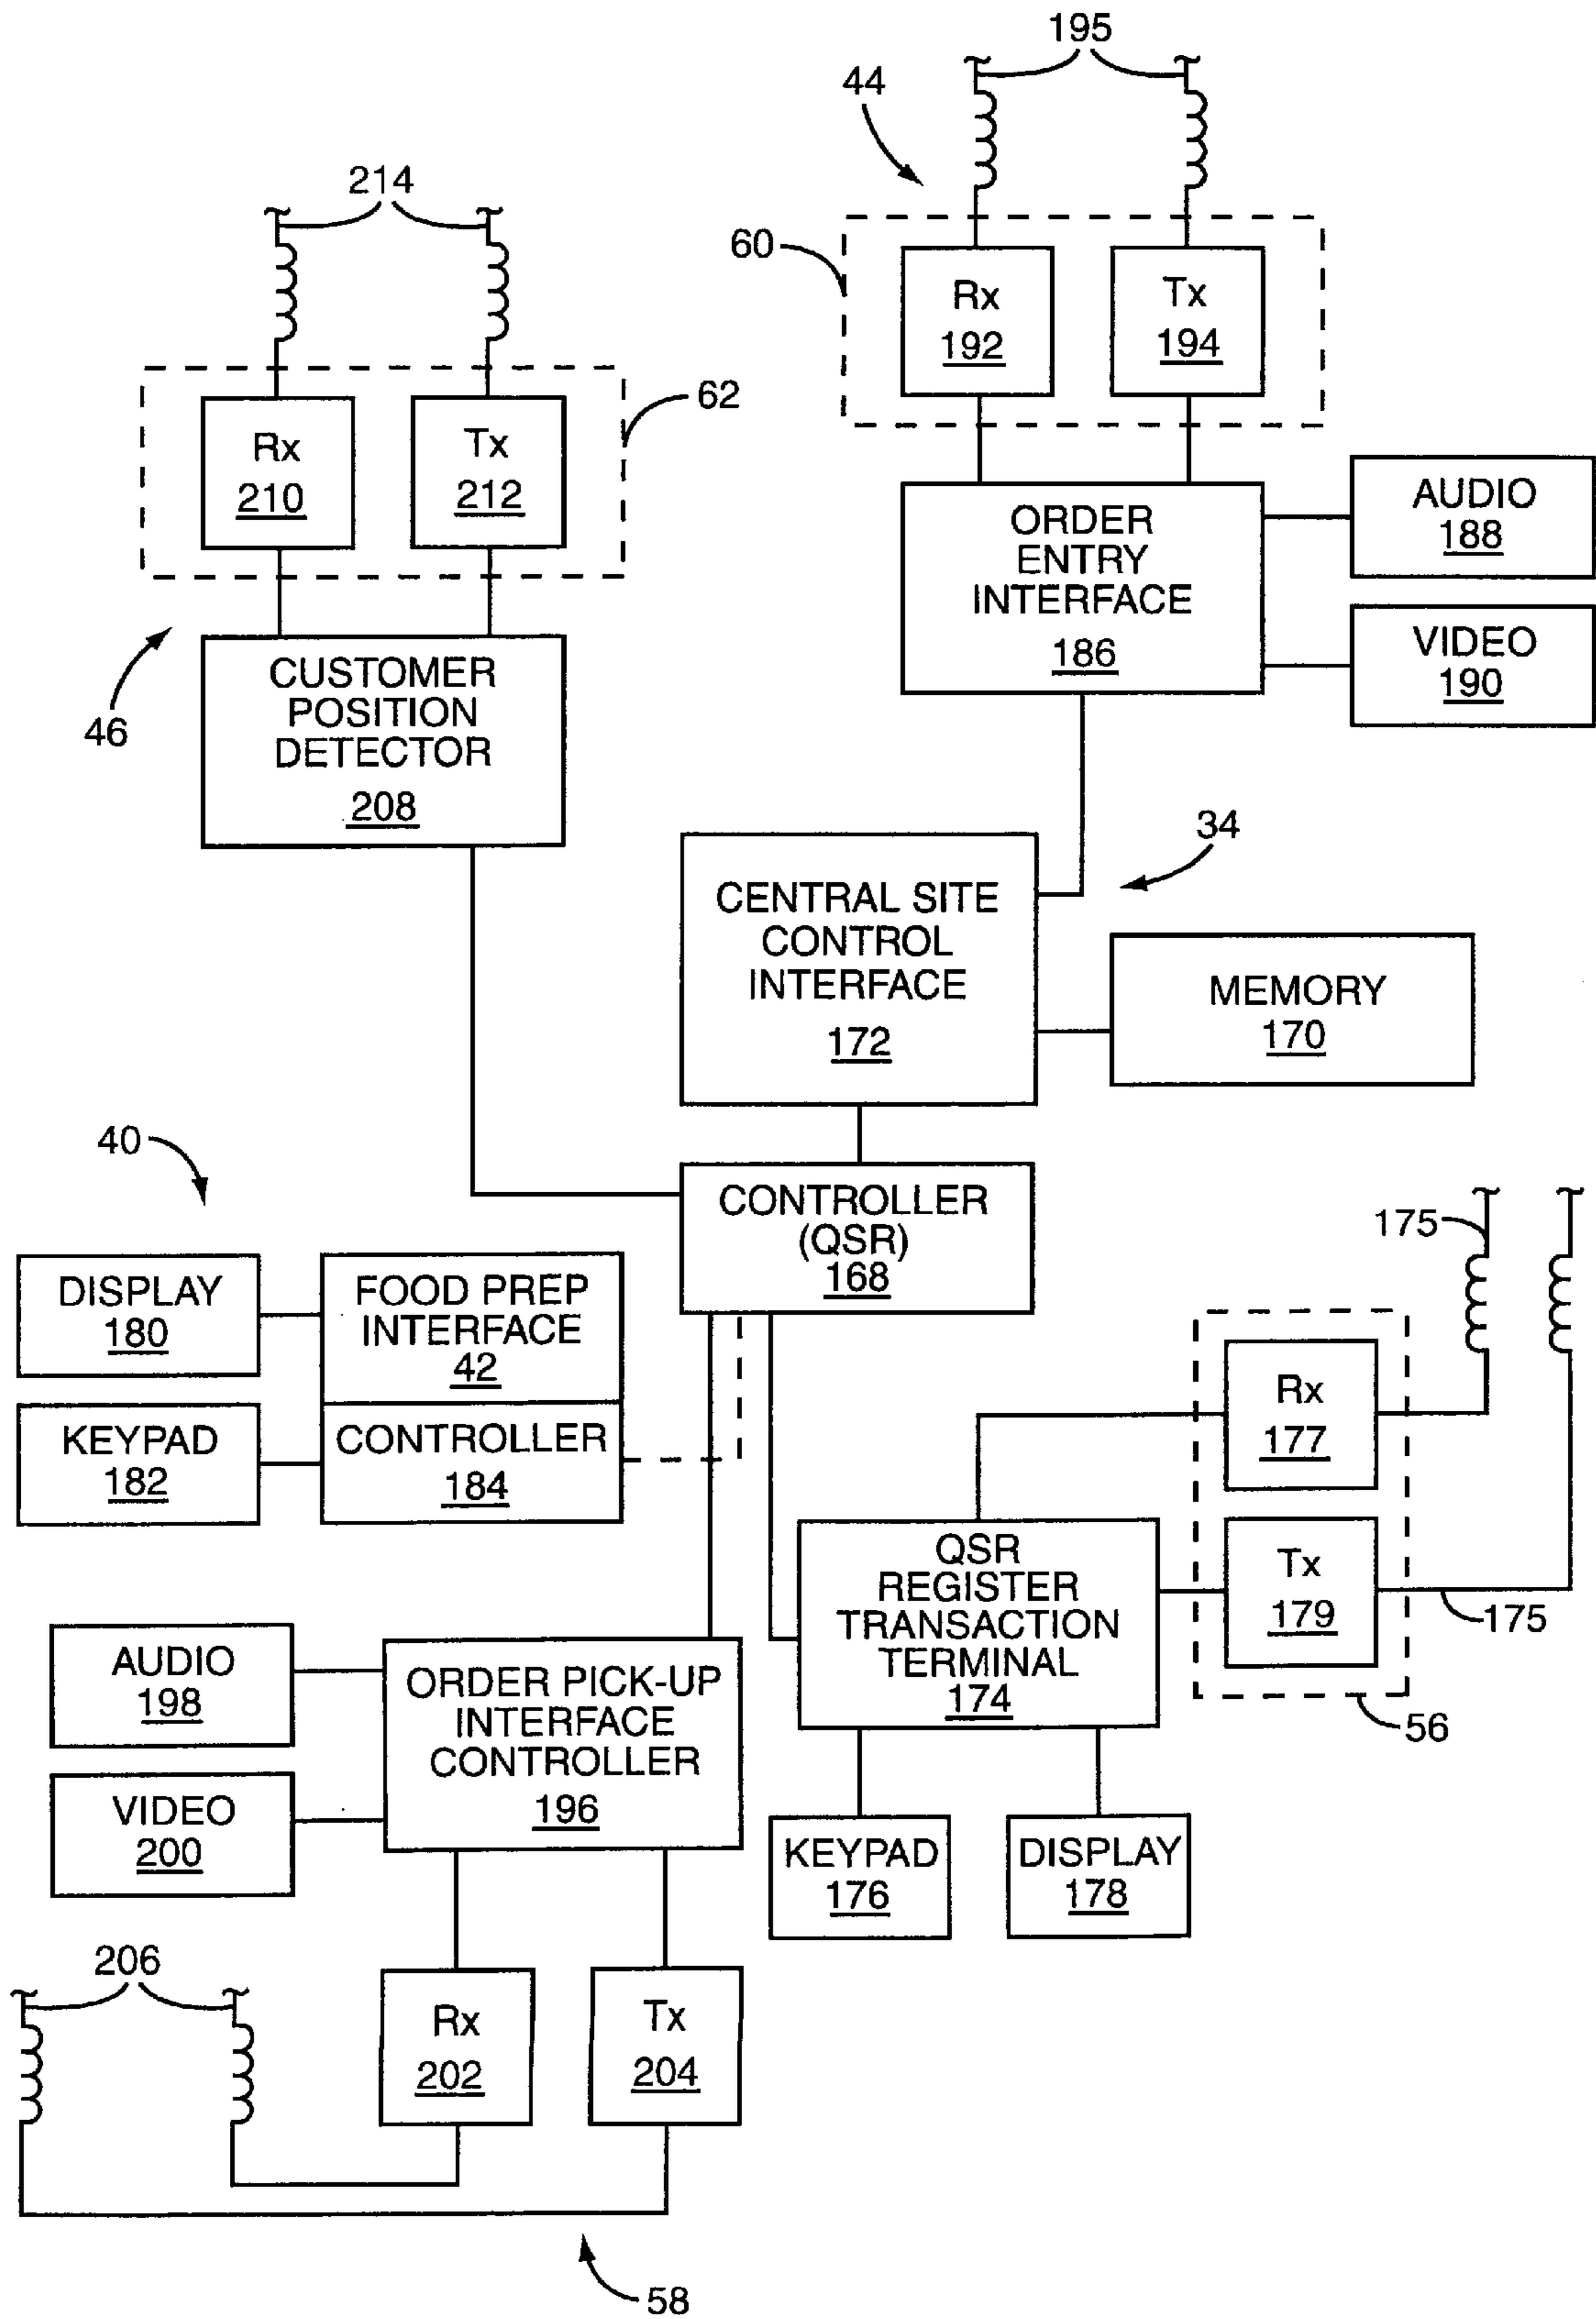 195
44
214
60
Rx
192
Tx
194
62
Rx
210
Tx
212
AUDIO
188
ORDER
ENTRY
INTERFACE
186
VIDEO
190
46
CUSTOMER
POSITION
DETECTOR
208
34
CENTRAL SITE
CONTROL
INTERFACE
172
MEMORY
170
40
CONTROLLER
(QSR)
168
175
DISPLAY
180
FOOD PREP
INTERFACE
42
KEYPAD
182
CONTROLLER
184
Rx
177
Tx
179
175
56
QSR
REGISTER
TRANSACTION
TERMINAL
174
AUDIO
198
ORDER PICK-UP
INTERFACE
CONTROLLER
196
VIDEO
200
KEYPAD
176
DISPLAY
178
206
Rx
202
Tx
204
58